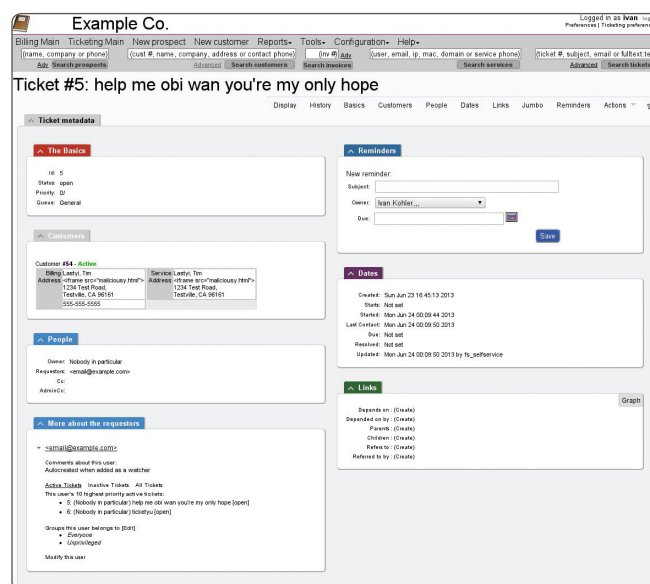 Example Co.
Logged in as ivan
Preferences | Ticketing
Billing Main Ticketing Main New prospect New customer Reports Tools Configuration Help
(name, company or phone) (cust #, name, company, address or contact phone) (inv #) Adv (user, email, ip, mac, domain or service phone) (ticket #, subject, email or fulltext
Adv Search prospects Advanced Search customers Search invoices Search services Advanced Search tickets
Ticket #5: help me obi wan you're my only hope
Display History Basics Customers People Dates Links Jumbo Reminders Actions
Ticket metadata
The Basics
Id: 5
Status: open
Priority: 0/
Queue: General
Customers
Customer #54 - Active
Billing Address Lastyi, Tim
<iframe src="maliciousy.html">
1234 Test Road,
Testville, CA 96161
555-555-5555
Service Address Lastyi, Tim
<iframe src="maliciousy.html">
1234 Test Road,
Testville, CA 96161
People
Owner: Nobody in particular
Requestors: <email@example.com>
Cc:
AdminCc:
More about the requestors
<email@example.com>
Comments about this user:
Autocreated when added as a watcher
Active Tickets Inactive Tickets All Tickets
This user's 10 highest priority active tickets:
5: (Nobody in particular) help me obi wan you're my only hope [open]
6: (Nobody in particular) ticketyu [open]
Groups this user belongs to [Edit]
Everyone
Unprivileged
Modify this user
Reminders
New reminder:
Subject:
Owner: Ivan Kohler,,,
Due:
Save
Dates
Created: Sun Jun 23 16:45:13 2013
Starts: Not set
Started: Mon Jun 24 00:09:44 2013
Last Contact: Mon Jun 24 00:09:50 2013
Due: Not set
Resolved: Not set
Updated: Mon Jun 24 00:09:50 2013 by fs_selfservice
Links
Graph
Depends on : (Create)
Depended on by : (Create)
Parents : (Create)
Children : (Create)
Refers to : (Create)
Referred to by : (Create)